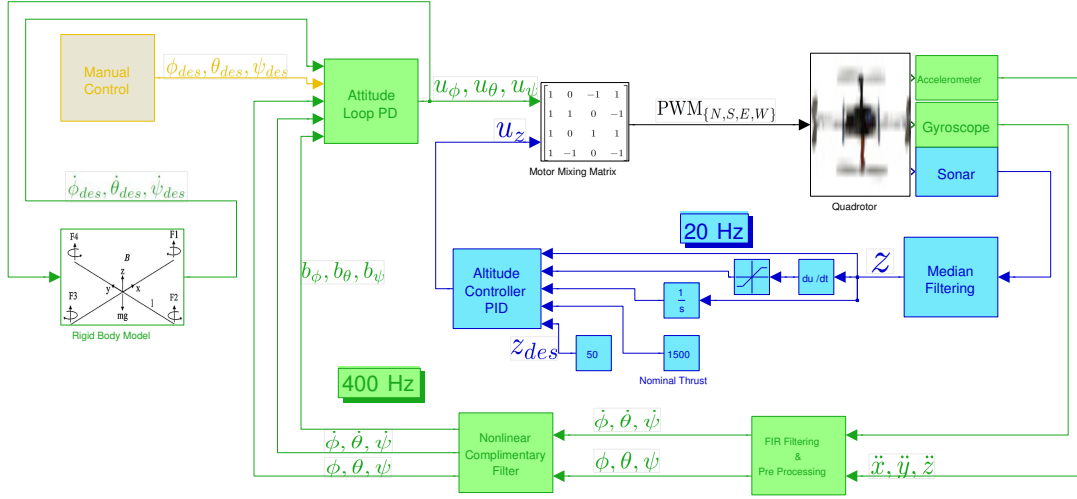 Manual
Control
ϕ_des, θ_des, ψ_des
Attitude
Loop PD
u_ϕ, u_θ, u_ψ
u_z
1 0 −1 1
1 1 0 −1
1 0 1 1
1 −1 0 −1
Motor Mixing Matrix
PWM_{N,S,E,W}
Quadrotor
Accelerometer
Gyroscope
Sonar
ϕ̇_des, θ̇_des, ψ̇_des
F4
F1
B
z
y
x
F3
F2
l
mg
Rigid Body Model
b_ϕ, b_θ, b_ψ
20 Hz
Altitude
Controller
PID
du /dt
z
Median
Filtering
1
s
z_des
50
1500
Nominal Thrust
400 Hz
Nonlinear
Complimentary
Filter
ϕ̇, θ̇, ψ̇
ϕ, θ, ψ
ϕ̇, θ̇, ψ̇
ϕ, θ, ψ
FIR Filtering
&
Pre Processing
ẍ, ÿ, z̈